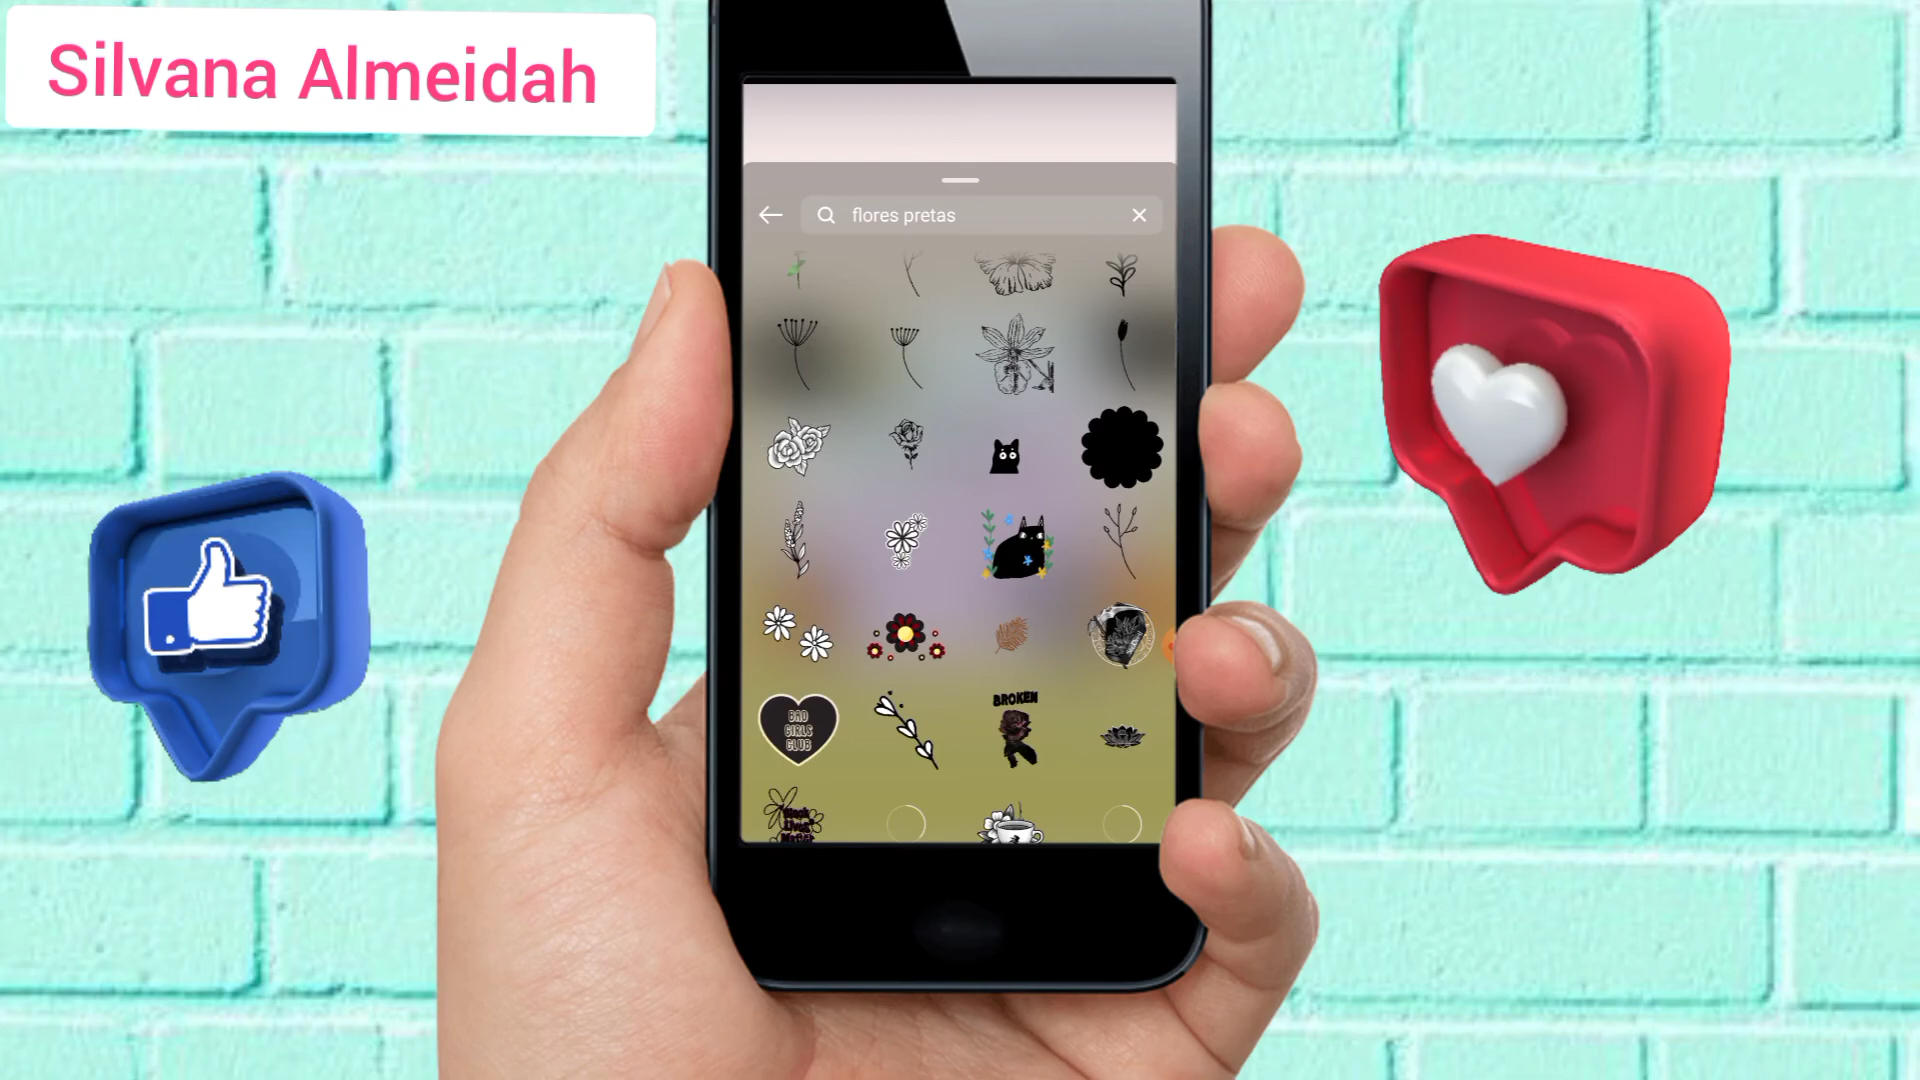 Silvana Almeidah
flores pretas
BROKEN
BAD
GIRLS
CLUB